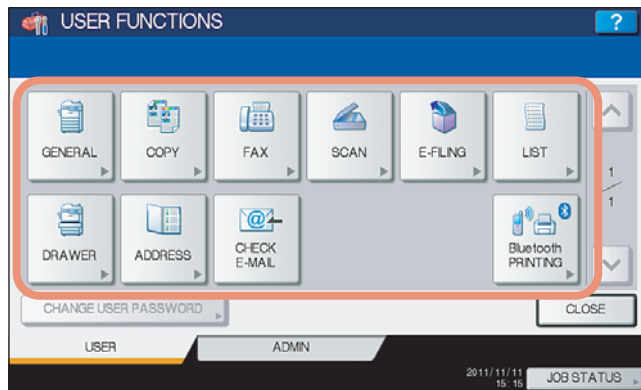 USER FUNCTIONS
?
GENERAL
COPY
FAX
SCAN
E-FILING
LIST
1
1
DRAWER
ADDRESS
@
CHECK
E-MAIL
Bluetooth
PRINTING
CHANGE USER PASSWORD
CLOSE
USER
ADMIN
2011/11/11
15:15
JOB STATUS